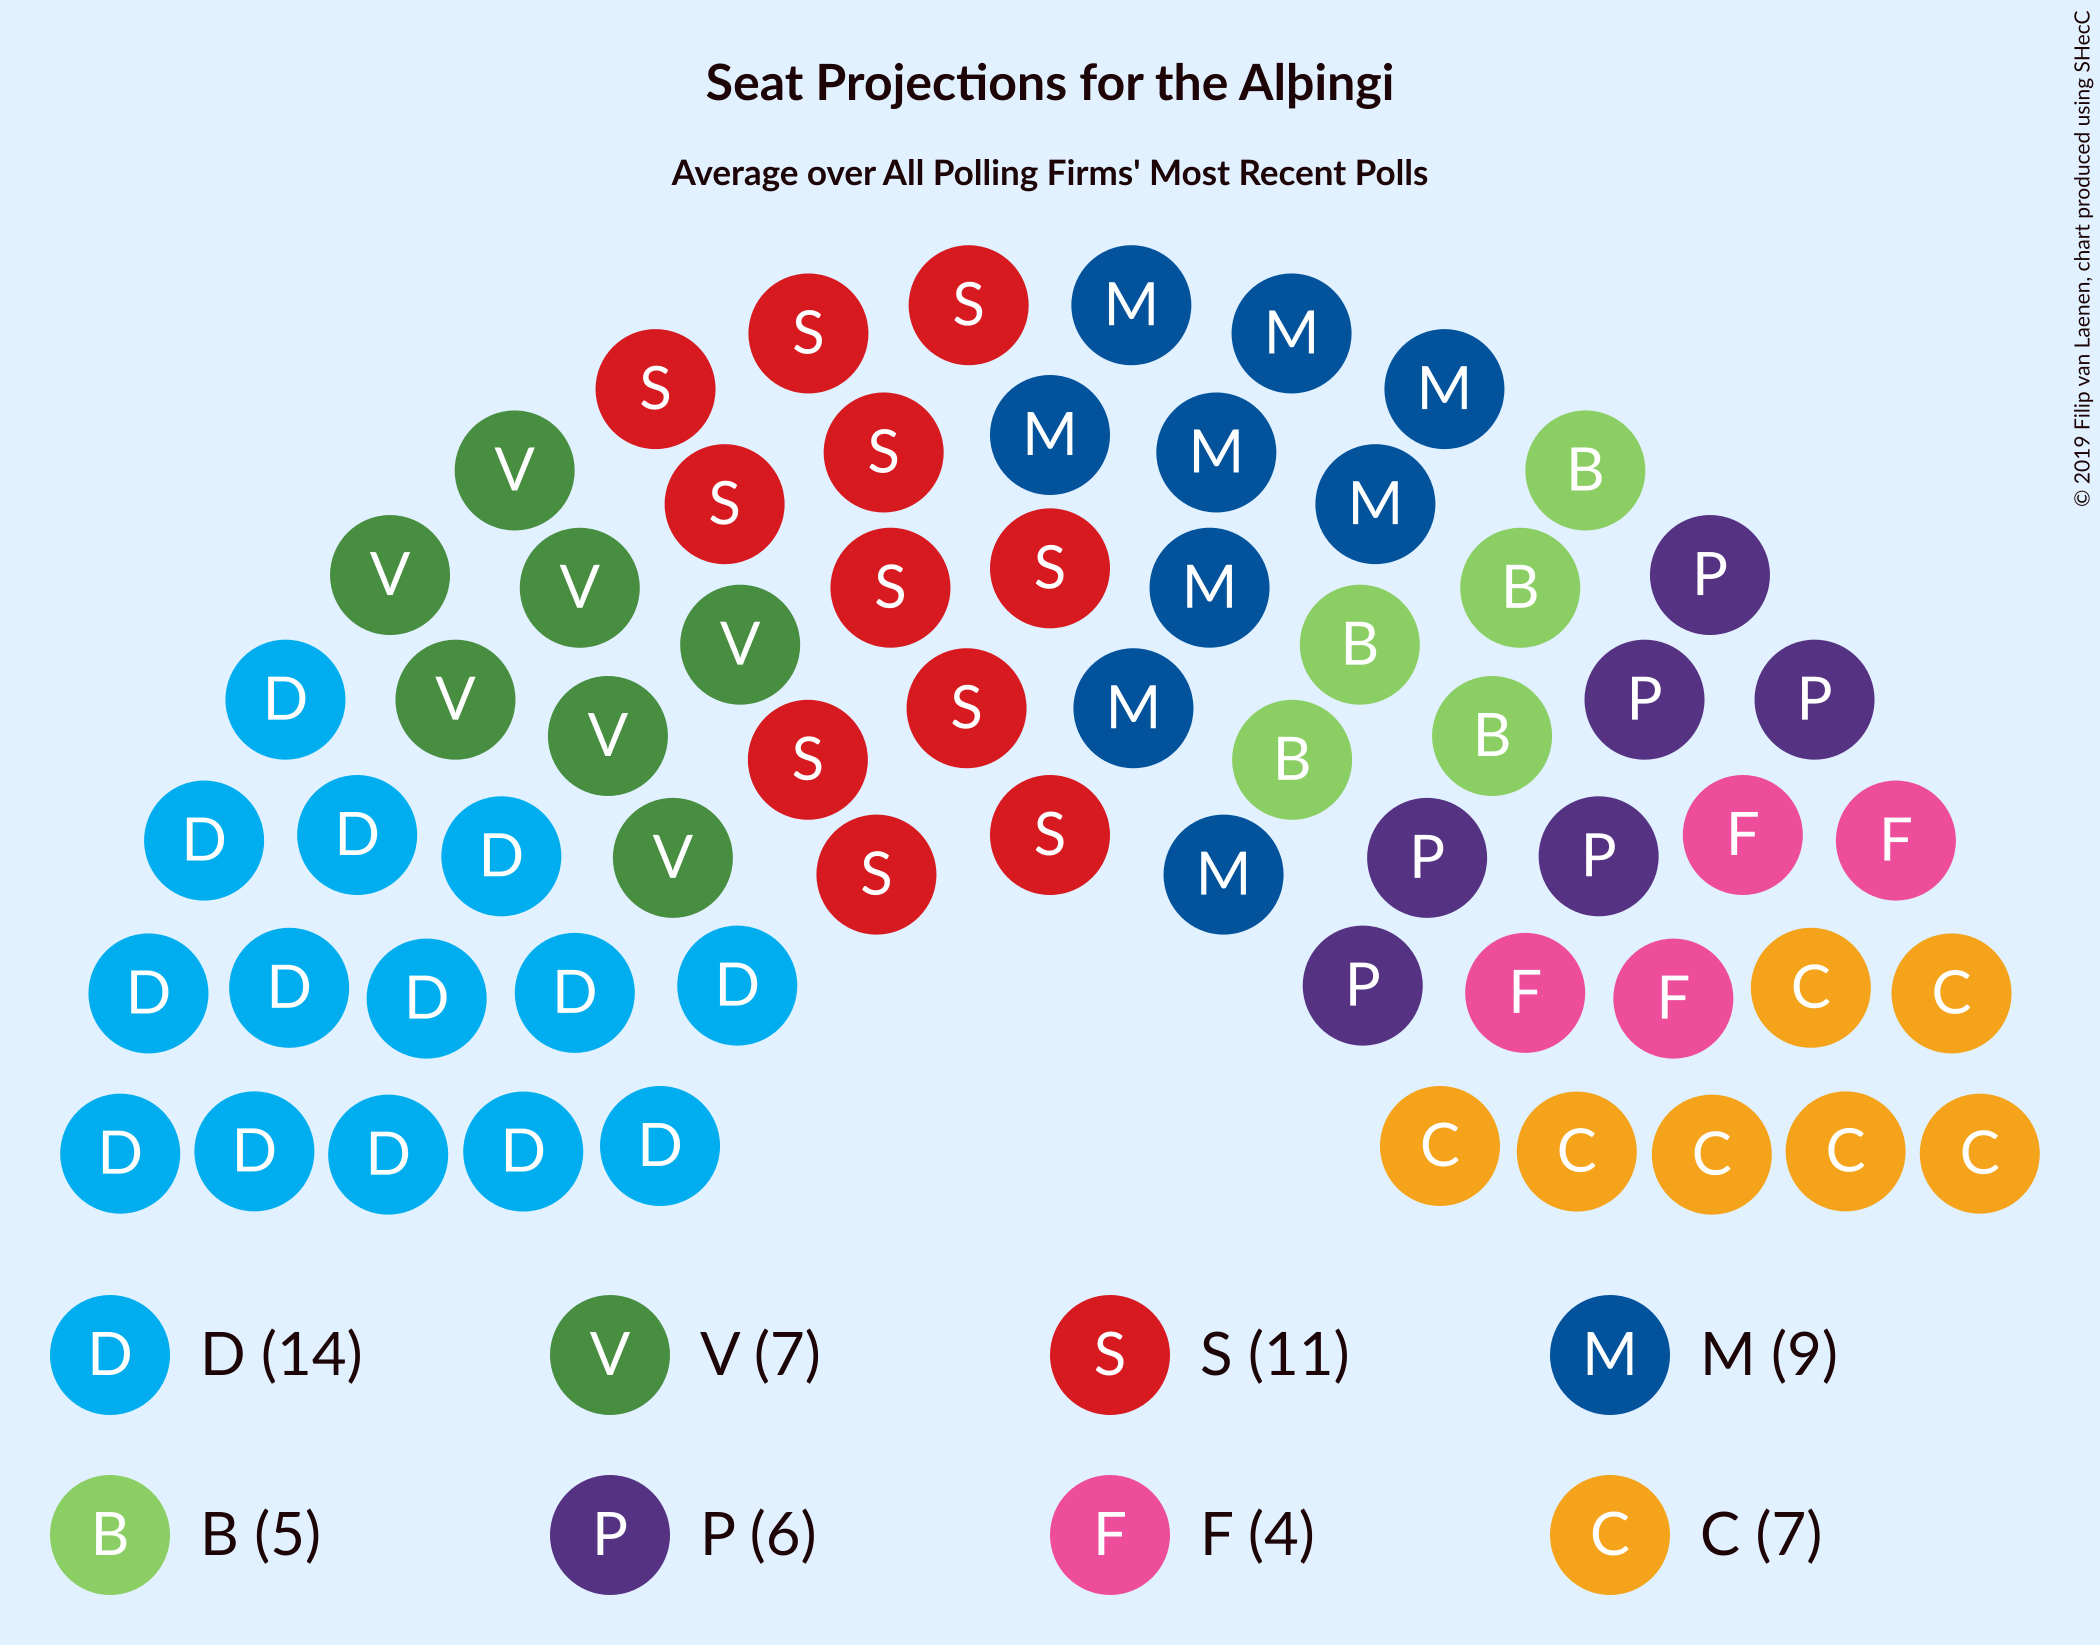 Seat Projections for the Alþingi
Average over All Polling Firms' Most Recent Polls
© 2019 Filip van Laenen, chart produced using SHecC
S M
S M
S M
M
S M
V B
S M
S
V P
V S M B
V B
D V P P
S M
V B
S B
D F
D F
S
D P P
V
S M
D P
D F
D F
D D C C
D C
D C
D C
D C
D C
D (14) V (7) S (11) M (9)
D V S M
B (5) P (6) F (4) C (7)
B P F C